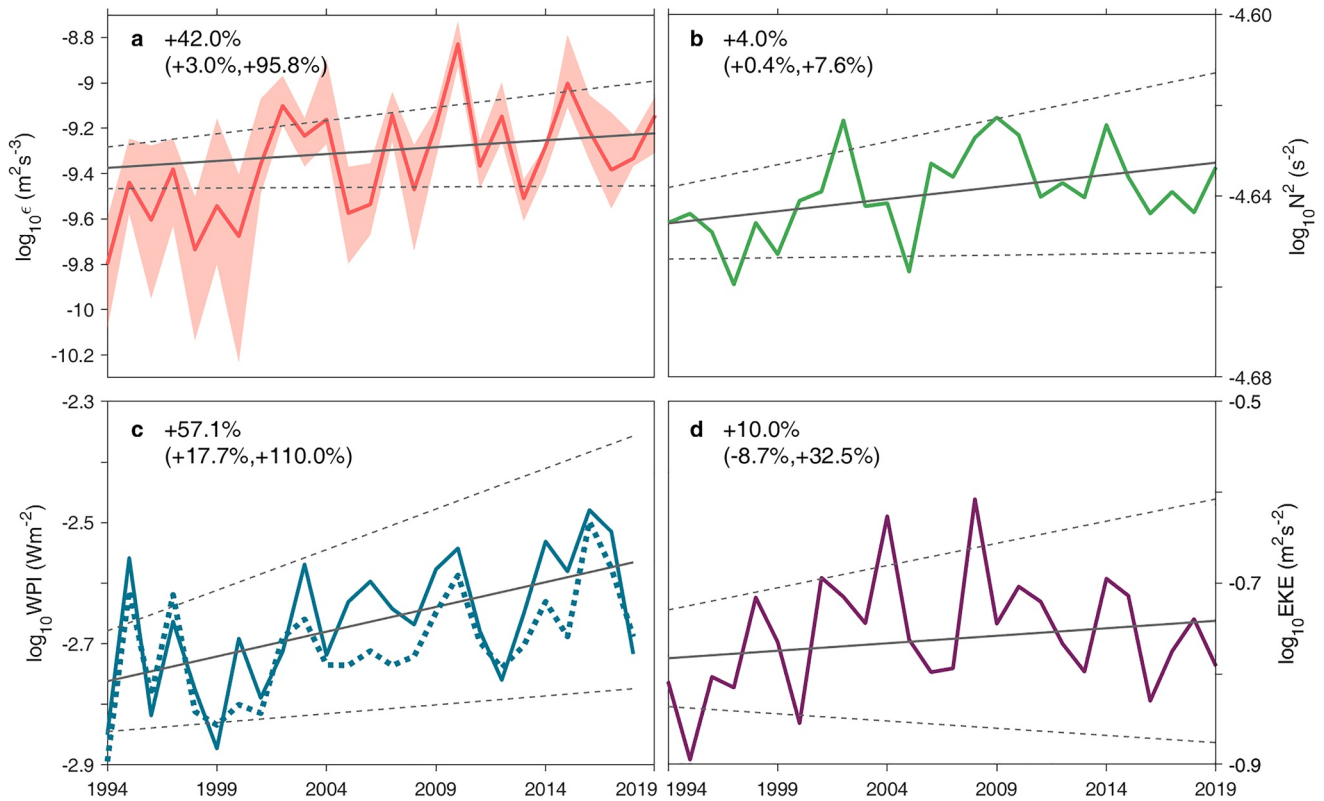 a +42.0%
(+3.0%,+95.8%)
-8.8
-9
-9.2
-9.4
-9.6
-9.8
-10
-10.2
log₁₀ϵ (m²s⁻³)
b +4.0%
(+0.4%,+7.6%)
-4.60
-4.64
-4.68
log₁₀N² (s⁻²)
c +57.1%
(+17.7%,+110.0%)
-2.3
-2.5
-2.7
-2.9
log₁₀WPI (Wm⁻²)
1994 1999 2004 2009 2014 2019
d +10.0%
(-8.7%,+32.5%)
-0.5
-0.7
-0.9
log₁₀EKE (m²s⁻²)
1994 1999 2004 2009 2014 2019